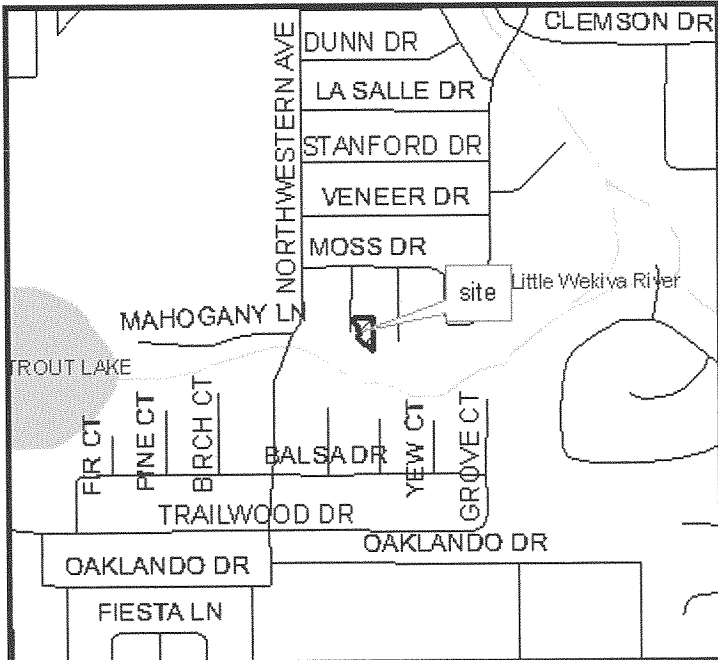 CLEMSON DR
DUNN DR
NORTHWESTERN AVE
LA SALLE DR
STANFORD DR
VENEER DR
MOSS DR
site
Little Wekiva River
MAHOGANY LN
TROUT LAKE
FIR CT
PINE CT
BIRCH CT
BALSA DR
YEW CT
GROVE CT
TRAILWOOD DR
OAKLANDO DR
OAKLANDO DR
FIESTA LN